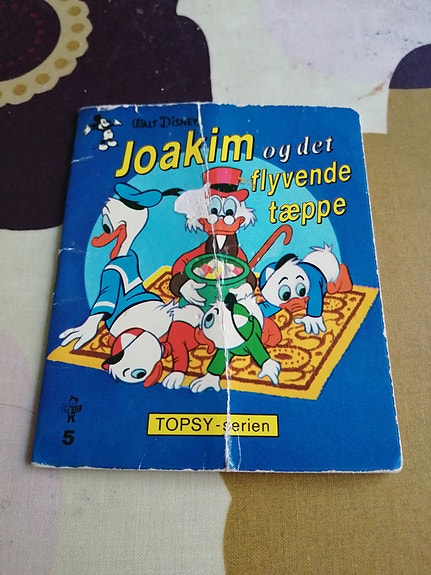 WALT DISNEY
Joakim og det
flyvende
tæppe
5
TOPSY-serien